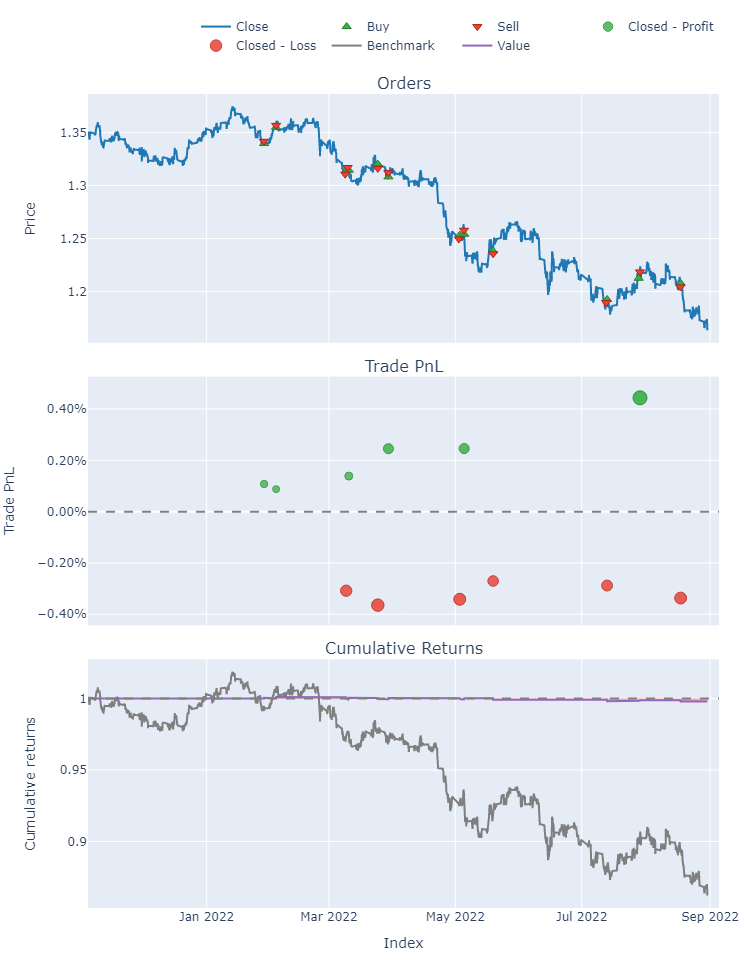 Close Buy Sell Closed - Profit
Closed - Loss Benchmark Value
Orders
1.35
1.3
1.25
1.2
Price
Trade PnL
0.40%
0.20%
0.00%
−0.20%
−0.40%
Trade PnL
Cumulative Returns
1
0.95
0.9
Cumulative returns
Jan 2022 Mar 2022 May 2022 Jul 2022 Sep 2022
Index